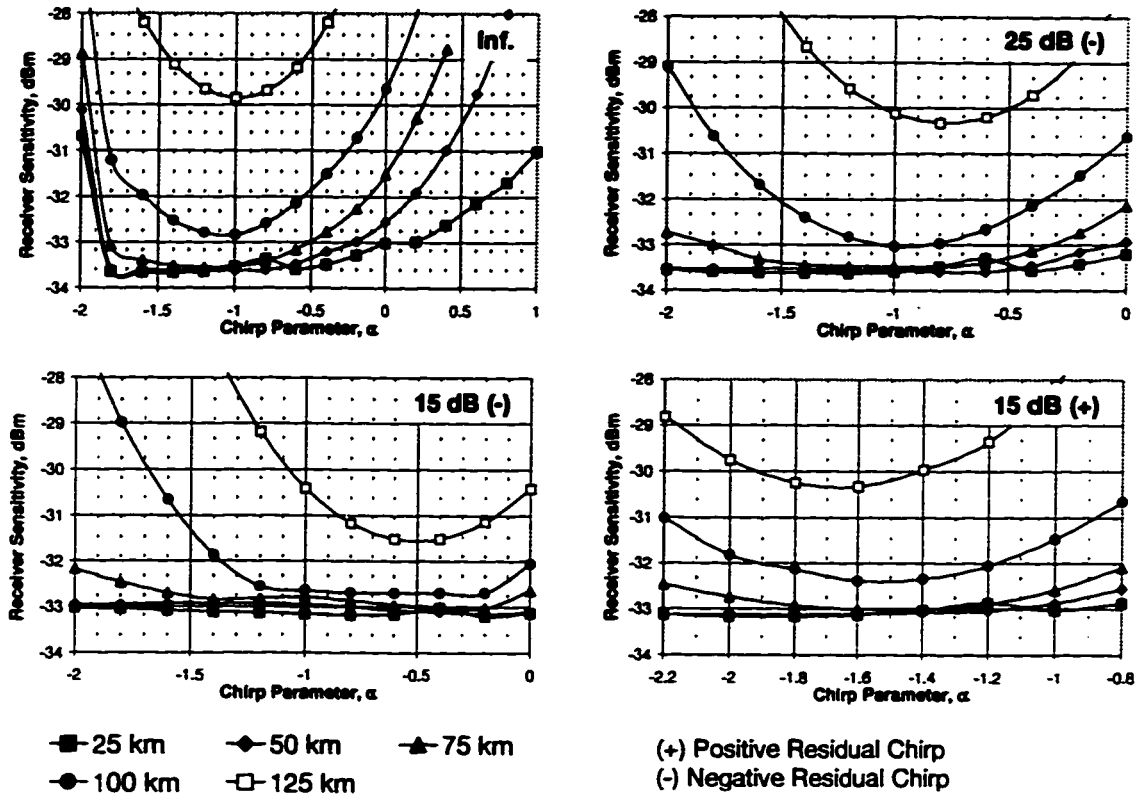 Inf.
Receiver Sensitivity, dBm
-28
-29
-30
-31
-32
-33
-34
-2 -1.5 -1 -0.5 0 0.5 1
Chirp Parameter, α
25 dB (-)
Receiver Sensitivity, dBm
-28
-29
-30
-31
-32
-33
-34
-2 -1.5 -1 -0.5 0
Chirp Parameter, α
15 dB (-)
Receiver Sensitivity, dBm
-28
-29
-30
-31
-32
-33
-34
-2 -1.5 -1 -0.5 0
Chirp Parameter, α
15 dB (+)
Receiver Sensitivity, dBm
-28
-29
-30
-31
-32
-33
-34
-2.2 -2 -1.8 -1.6 -1.4 -1.2 -1 -0.8
Chirp Parameter, α
25 km 50 km 75 km
100 km 125 km
(+) Positive Residual Chirp
(-) Negative Residual Chirp